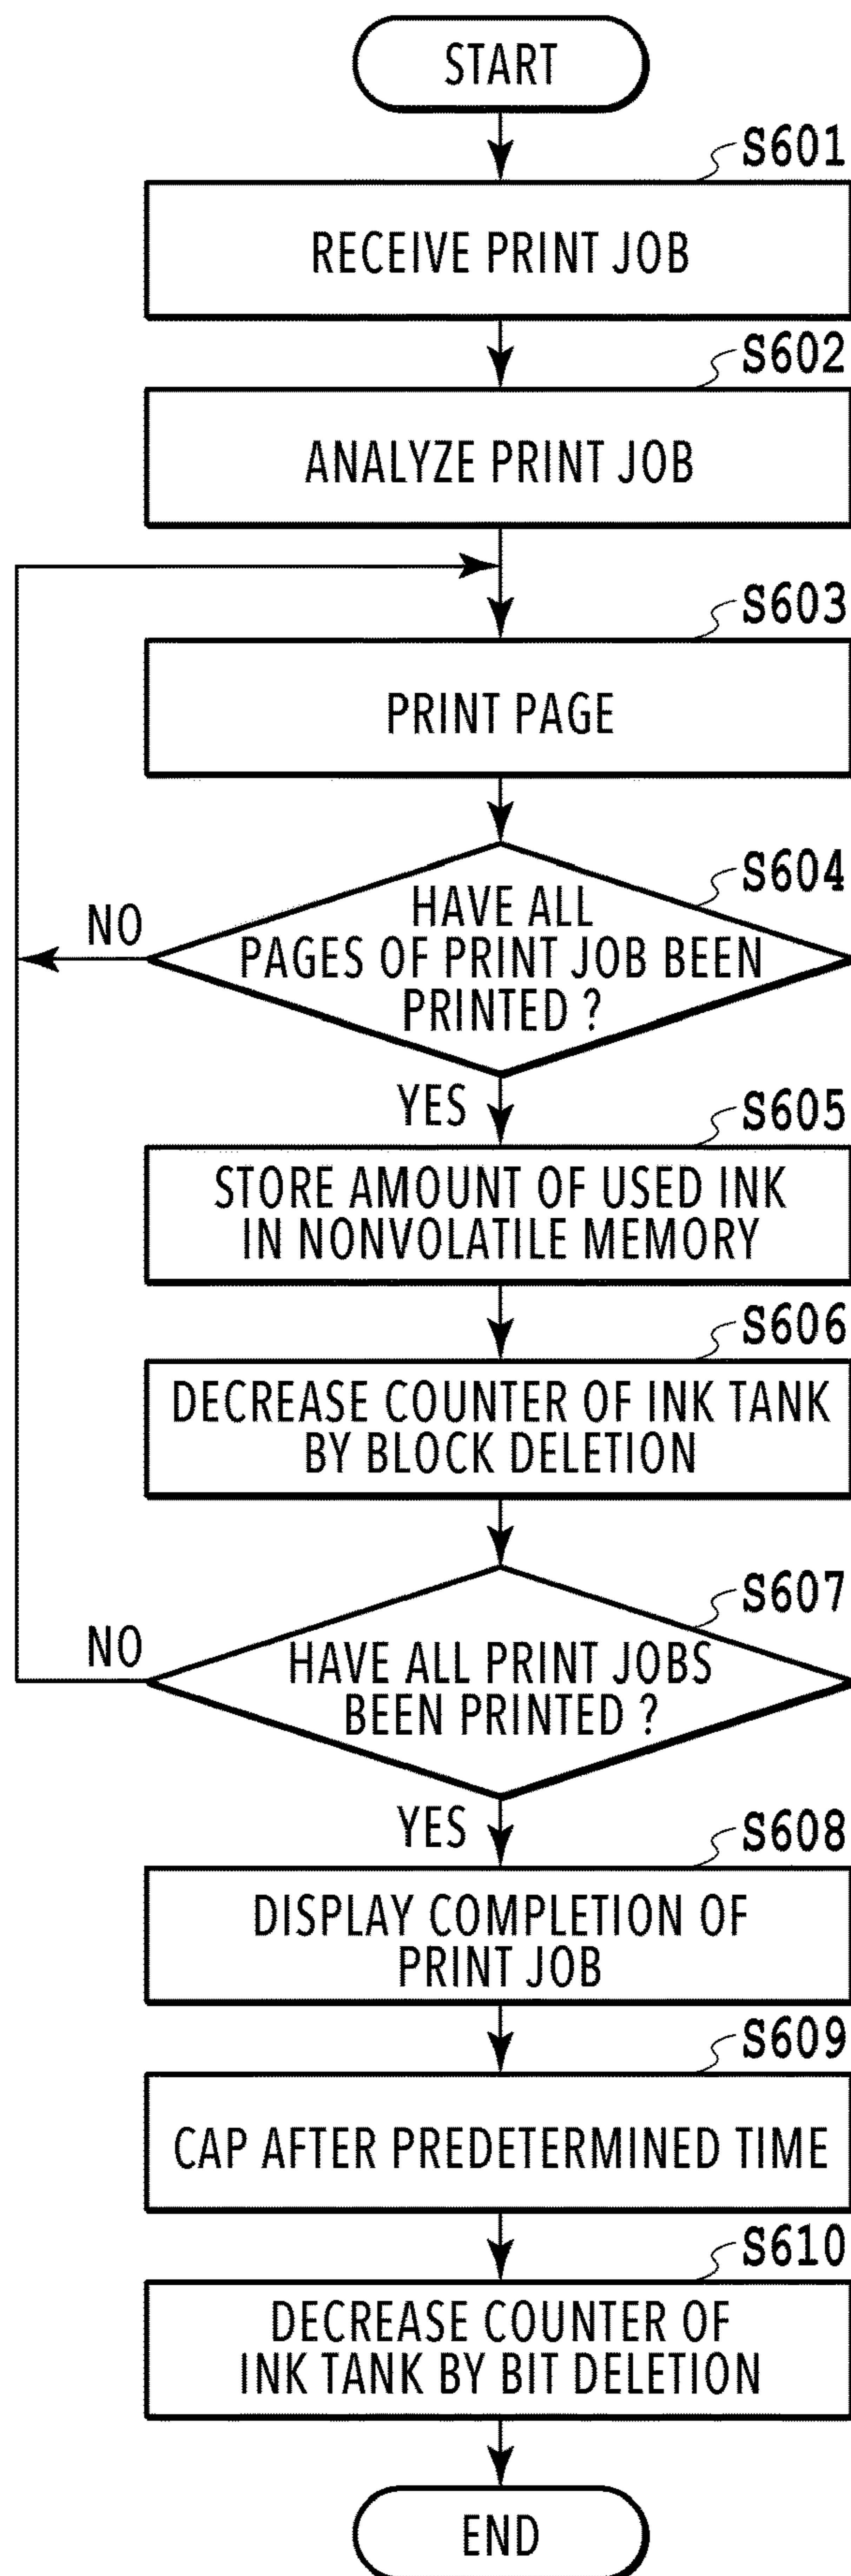 START
S601
RECEIVE PRINT JOB
S602
ANALYZE PRINT JOB
S603
PRINT PAGE
S604
HAVE ALL
PAGES OF PRINT JOB BEEN
PRINTED ?
NO
YES
S605
STORE AMOUNT OF USED INK
IN NONVOLATILE MEMORY
S606
DECREASE COUNTER OF INK TANK
BY BLOCK DELETION
S607
HAVE ALL PRINT JOBS
BEEN PRINTED ?
NO
YES
S608
DISPLAY COMPLETION OF
PRINT JOB
S609
CAP AFTER PREDETERMINED TIME
S610
DECREASE COUNTER OF
INK TANK BY BIT DELETION
END